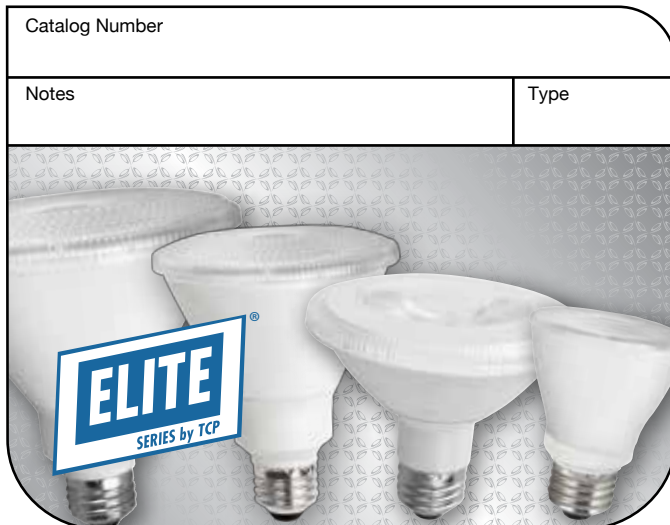 Catalog Number
Notes
Type
ELITE
®
SERIES by TCP